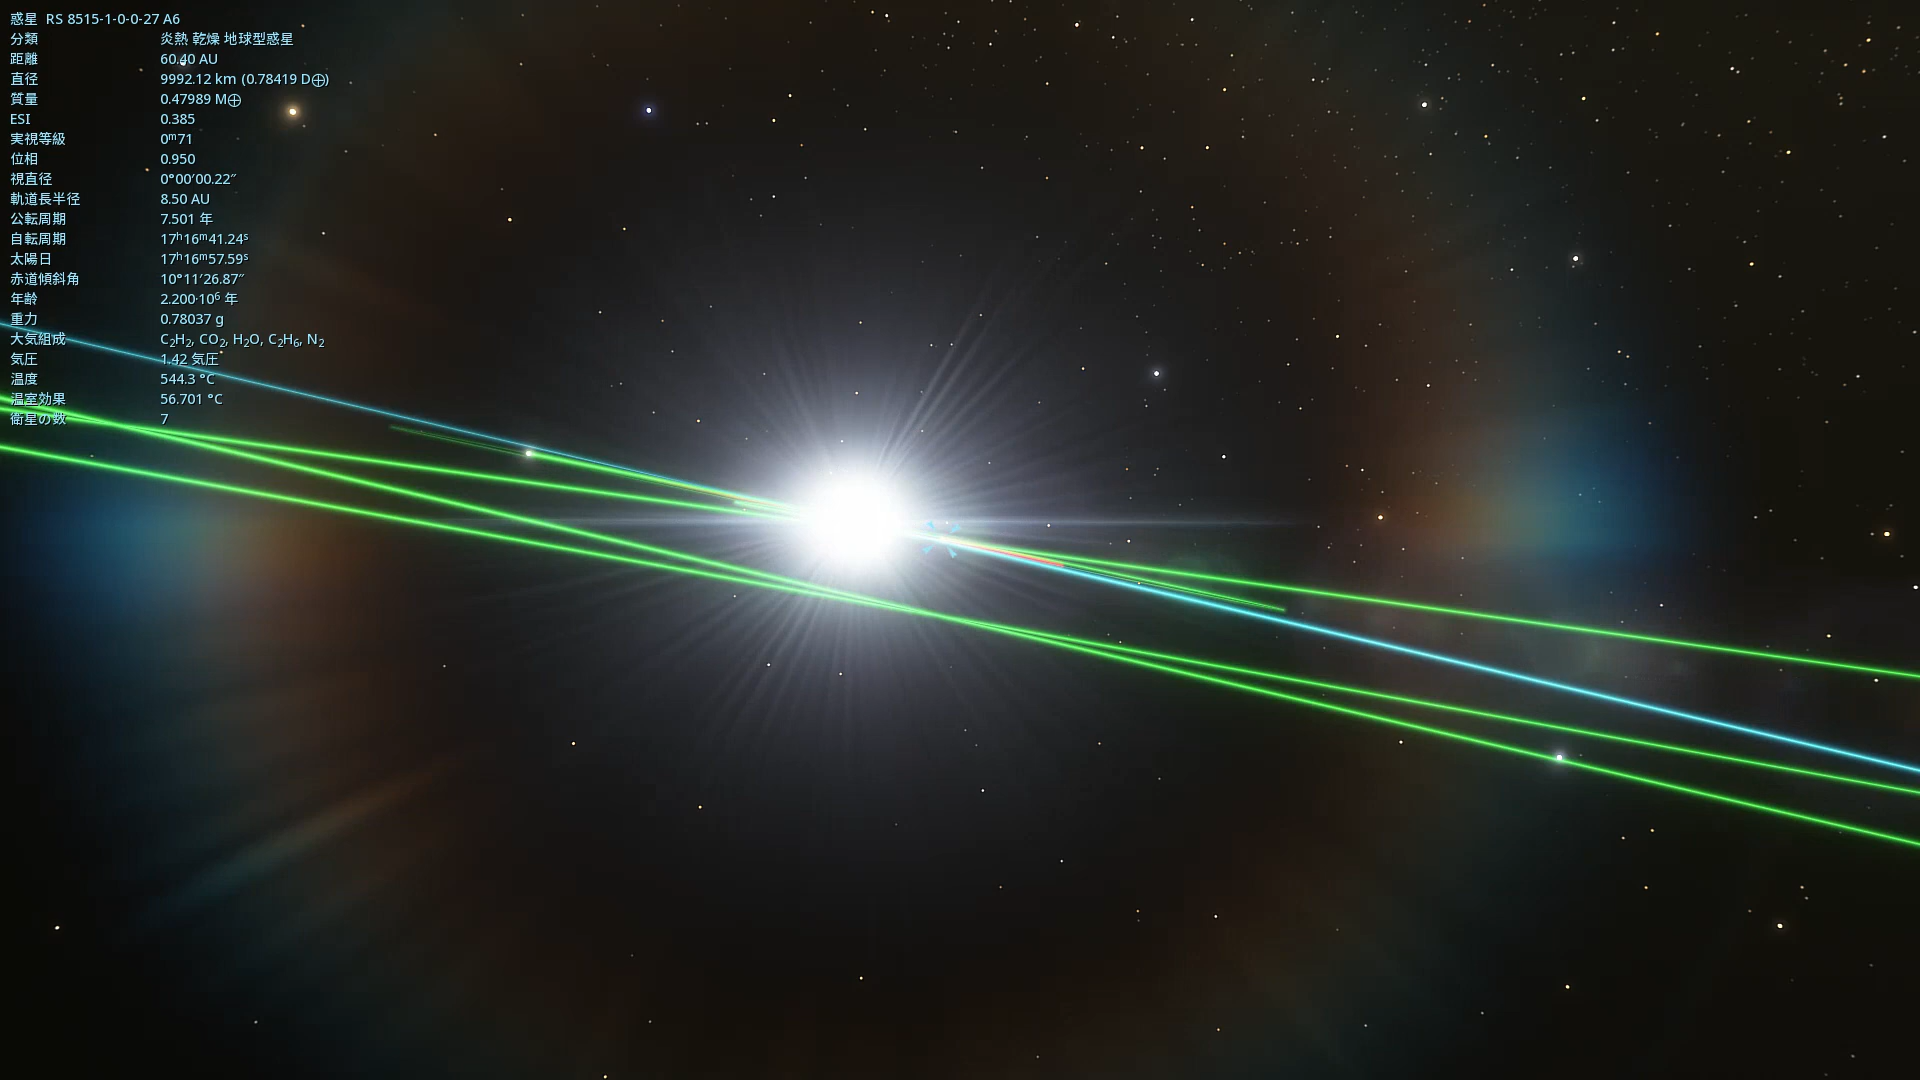 惑星 RS 8515-1-0-0-27 A6
分類 炎熱 乾燥 地球型惑星
距離 60.40 AU
直径 9992.12 km (0.78419 D⊕)
質量 0.47989 M⊕
ESI 0.385
実視等級 0ᵐ71
位相 0.950
視直径 0°00′00.22″
軌道長半径 8.50 AU
公転周期 7.501 年
自転周期 17ʰ16ᵐ41.24ˢ
太陽日 17ʰ16ᵐ57.59ˢ
赤道傾斜角 10°11′26.87″
年齢 2.200·10⁶ 年
重力 0.78037 g
大気組成 C₂H₂, CO₂, H₂O, C₂H₆, N₂
気圧 1.42 気圧
温度 544.3 °C
温室効果 56.701 °C
衛星の数 7